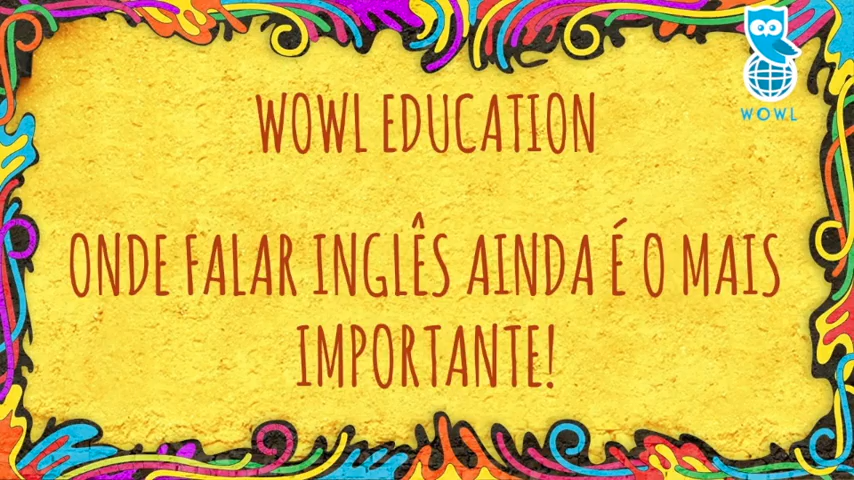 WOWL
WOWL EDUCATION
ONDE FALAR INGLÊS AINDA É O MAIS
IMPORTANTE!